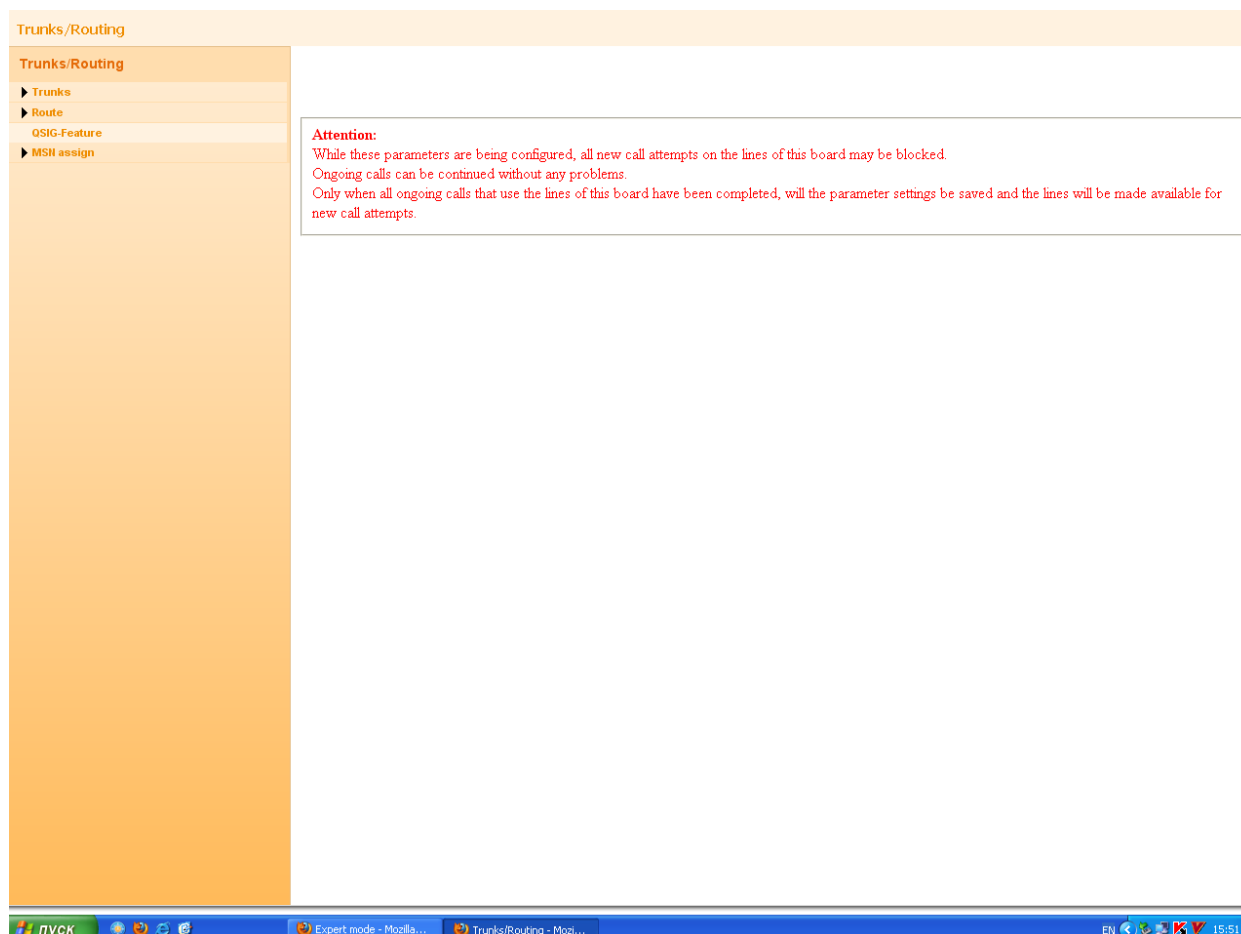 Trunks/Routing
Trunks/Routing
Trunks
Route
QSIG-Feature
MSN assign
Attention:
While these parameters are being configured, all new call attempts on the lines of this board may be blocked.
Ongoing calls can be continued without any problems.
Only when all ongoing calls that use the lines of this board have been completed, will the parameter settings be saved and the lines will be made available for
new call attempts.
пуск
Expert mode - Mozilla...
Trunks/Routing - Mozi...
EN
15:51